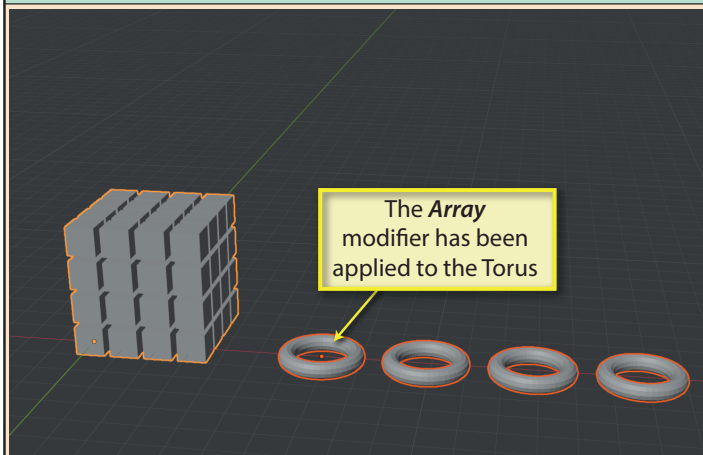 The Array
modifier has been
applied to the Torus